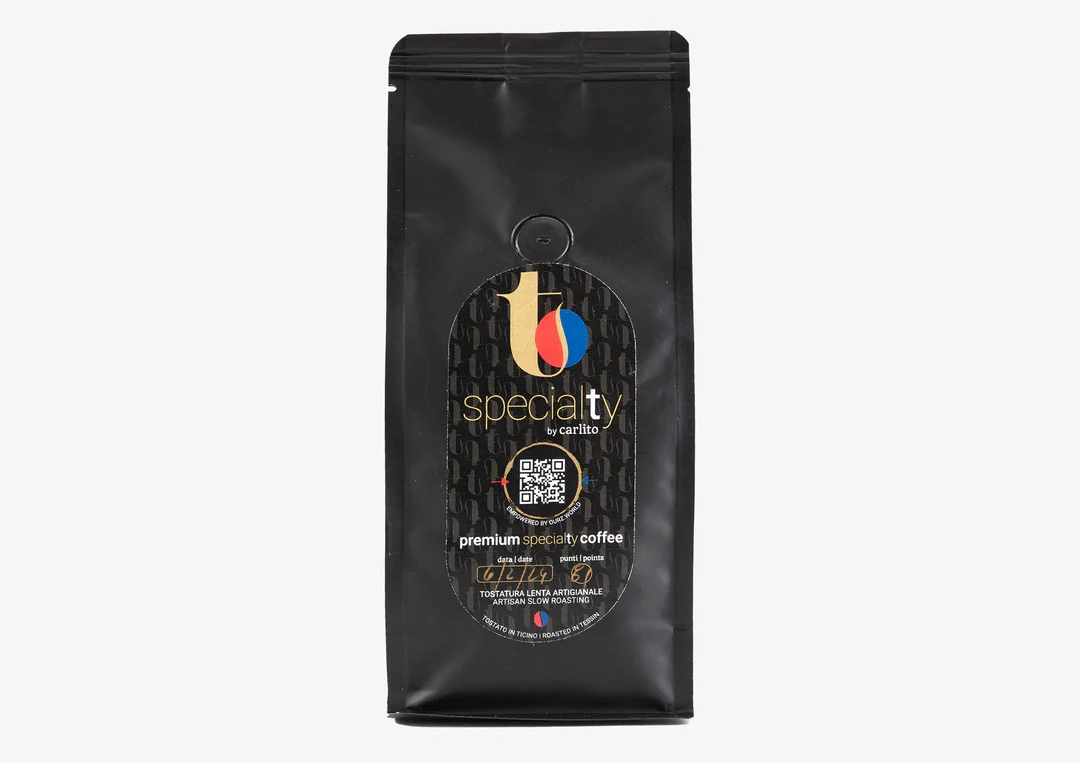 t
specialty
by carlito
EMPOWERED BY OURZ WORLD
premium specialty coffee
data | date punti | points
6/2/24
TOSTATURA LENTA ARTIGIANALE
ARTISAN SLOW ROASTING
TOSTATO IN TICINO | ROASTED IN TESSIN